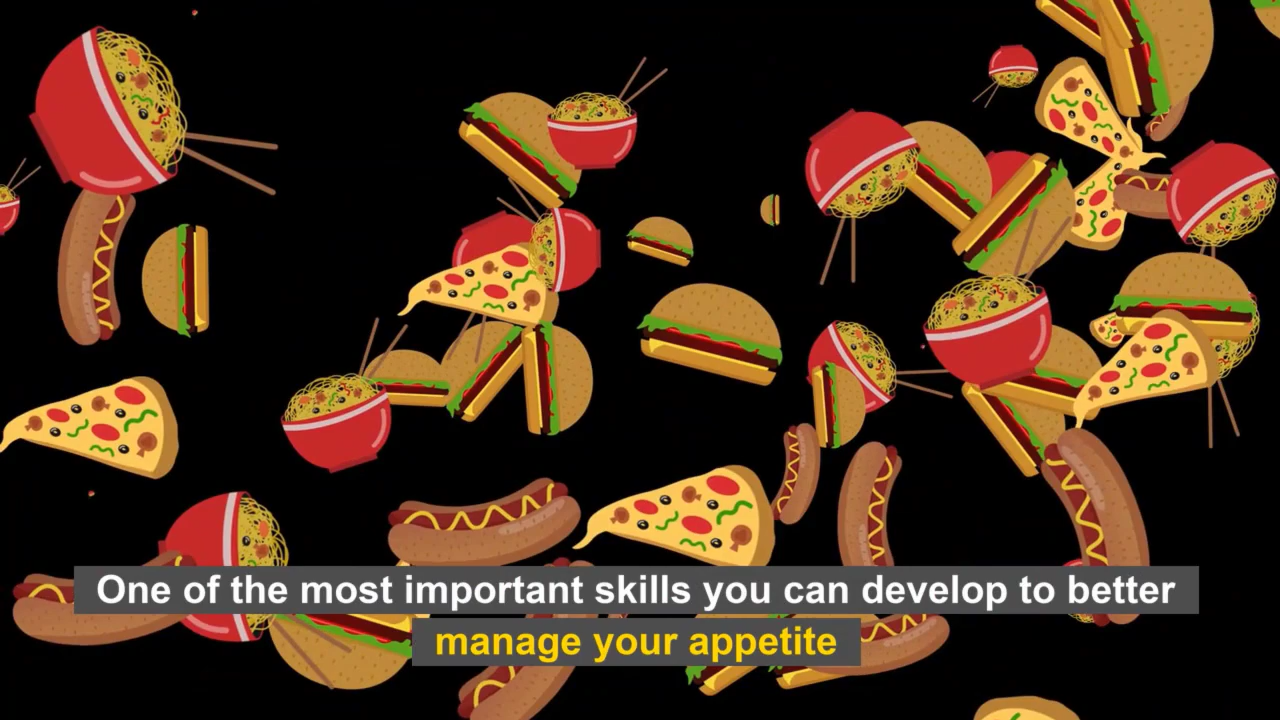 One of the most important skills you can develop to better
manage your appetite